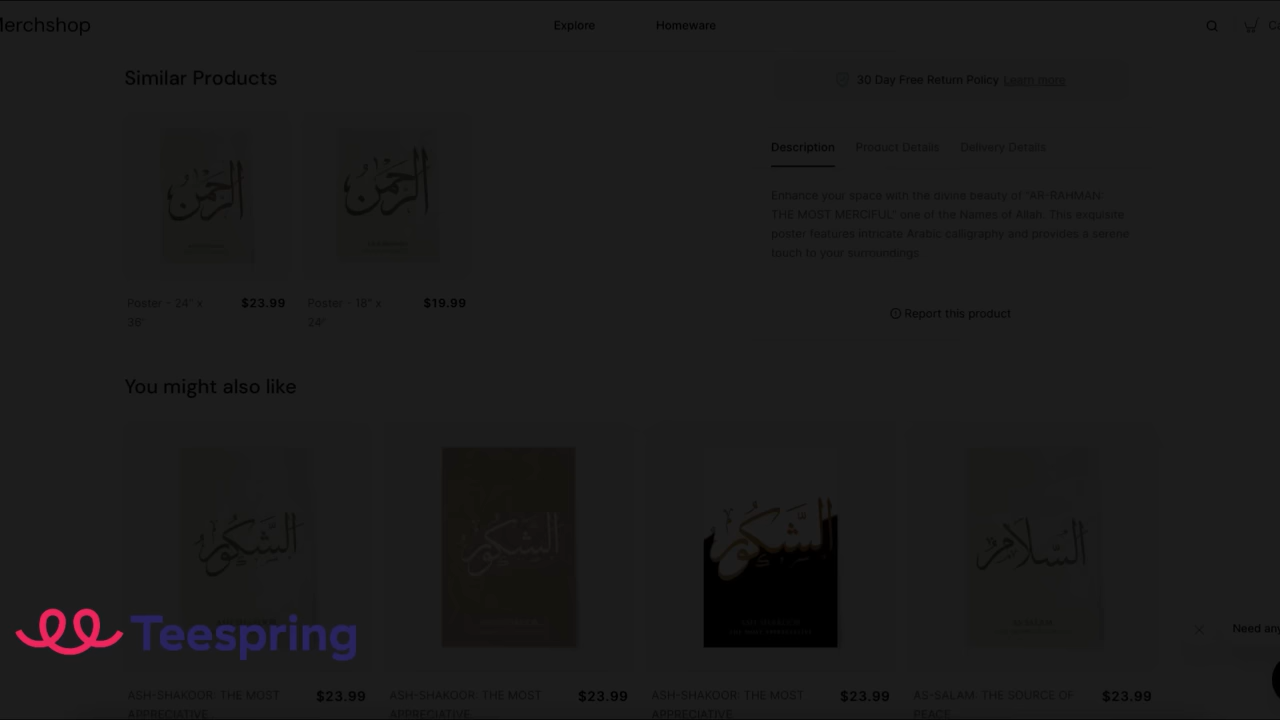 Merchshop
Explore
Homeware
Similar Products
30 Day Free Return Policy Learn more
Description
Product Details
Delivery Details
Enhance your space with the divine beauty of "AR-RAHMAN:
THE MOST MERCIFUL" one of the Names of Allah. This exquisite
poster features intricate Arabic calligraphy and provides a serene
touch to your surroundings.
الرحمن
الرحمن
Poster - 24" x
36"
$23.99
Poster - 18" x
24"
$19.99
Report this product
You might also like
الشكور
الشكور
الشكور
السلام
Teespring
Need any
ASH-SHAKOOR: THE MOST
APPRECIATIVE
$23.99
ASH-SHAKOOR: THE MOST
APPRECIATIVE
$23.99
ASH-SHAKOOR: THE MOST
APPRECIATIVE
$23.99
AS-SALAM: THE SOURCE OF
PEACE
$23.99